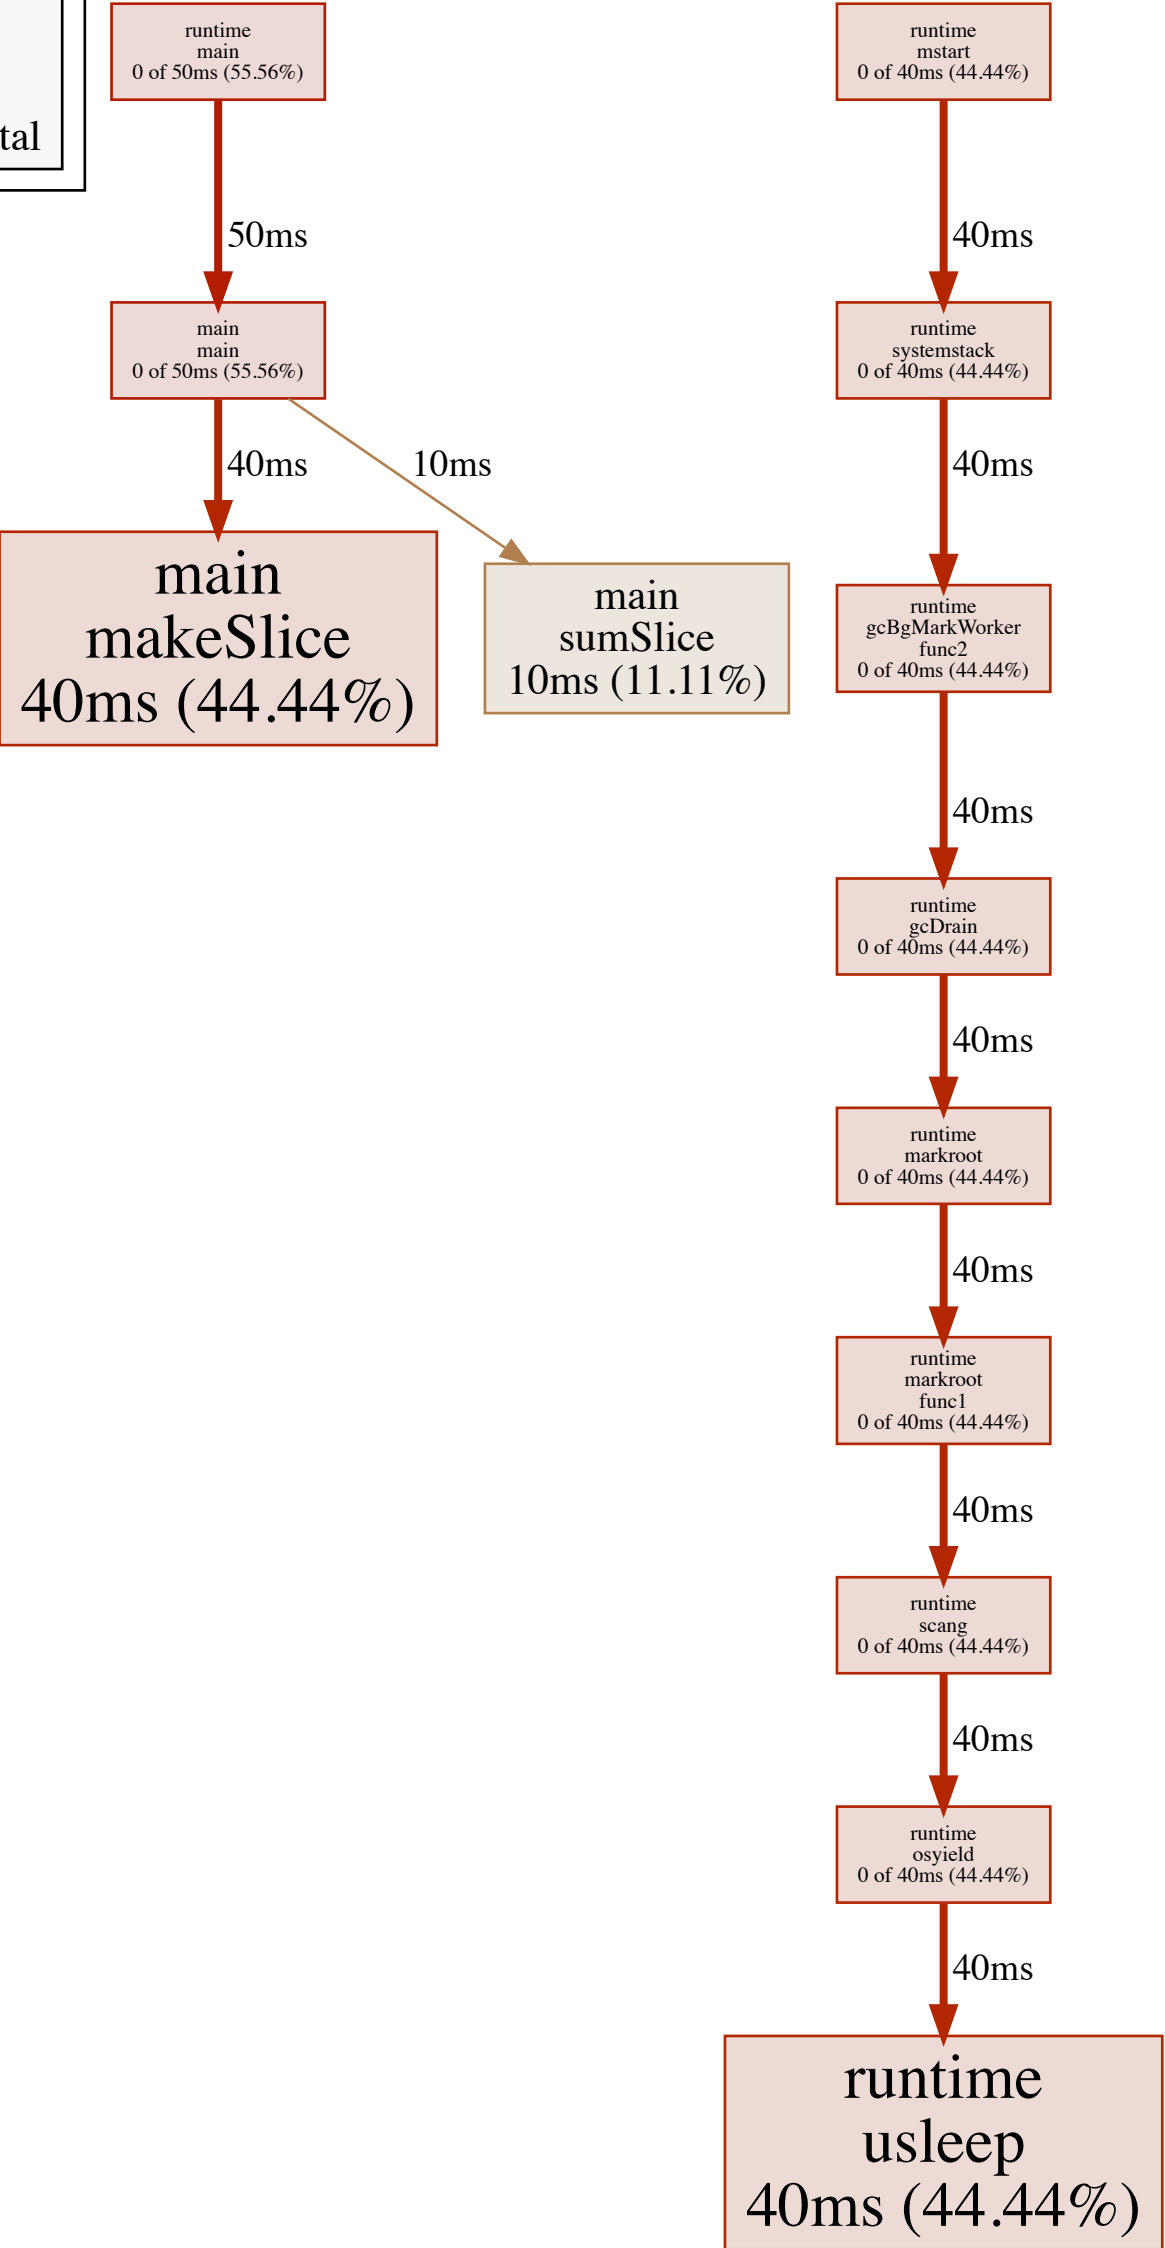 tal
runtime
main
0 of 50ms (55.56%)
50ms
main
main
0 of 50ms (55.56%)
40ms
10ms
main
makeSlice
40ms (44.44%)
main
sumSlice
10ms (11.11%)
runtime
mstart
0 of 40ms (44.44%)
40ms
runtime
systemstack
0 of 40ms (44.44%)
40ms
runtime
gcBgMarkWorker
func2
0 of 40ms (44.44%)
40ms
runtime
gcDrain
0 of 40ms (44.44%)
40ms
runtime
markroot
0 of 40ms (44.44%)
40ms
runtime
markroot
func1
0 of 40ms (44.44%)
40ms
runtime
scang
0 of 40ms (44.44%)
40ms
runtime
osyield
0 of 40ms (44.44%)
40ms
runtime
usleep
40ms (44.44%)